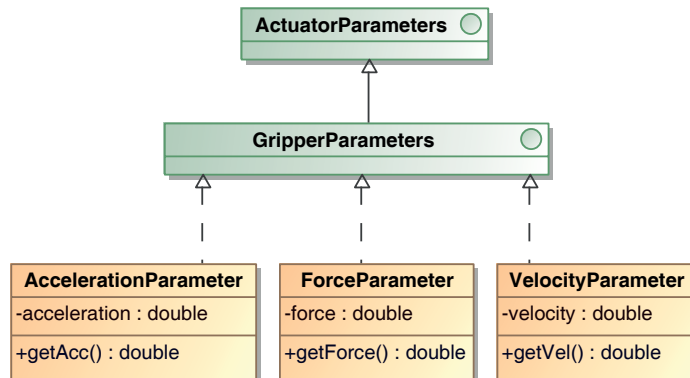 ActuatorParameters
GripperParameters
AccelerationParameter
-acceleration : double
+getAcc() : double
ForceParameter
-force : double
+getForce() : double
VelocityParameter
-velocity : double
+getVel() : double